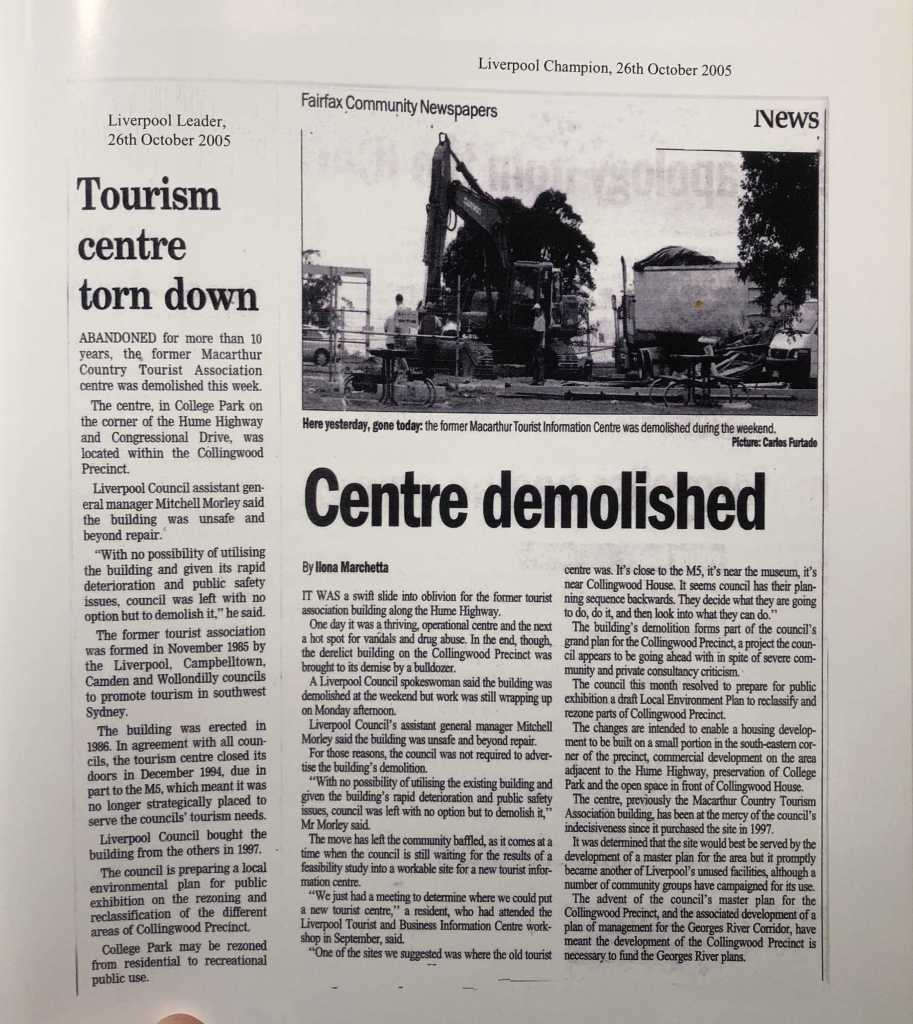 Liverpool Champion, 26th October 2005
Liverpool Leader,
26th October 2005
Tourism
centre
torn down
ABANDONED for more than 10
years, the former Macarthur
Country Tourist Association
centre was demolished this week.
The centre, in College Park on
the corner of the Hume Highway
and Congressional Drive, was
located within the Collingwood
Precinct.
Liverpool Council assistant gen-
eral manager Mitchell Morley said
the building was unsafe and
beyond repair.
“With no possibility of utilising
the building and given its rapid
deterioration and public safety
issues, council was left with no
option but to demolish it,” he said.
The former tourist association
was formed in November 1985 by
the Liverpool, Campbelltown,
Camden and Wollondilly councils
to promote tourism in southwest
Sydney.
The building was erected in
1986. In agreement with all coun-
cils, the tourism centre closed its
doors in December 1994, due in
part to the M5, which meant it was
no longer strategically placed to
serve the councils' tourism needs.
Liverpool Council bought the
building from the others in 1997.
The council is preparing a local
environmental plan for public
exhibition on the rezoning and
reclassification of the different
areas of Collingwood Precinct.
College Park may be rezoned
from residential to recreational
public use.
Fairfax Community Newspapers
News
Here yesterday, gone today: the former Macarthur Tourist Information Centre was demolished during the weekend.
Picture: Carlos Furtado
Centre demolished
By Ilona Marchetta
IT WAS a swift slide into oblivion for the former tourist
association building along the Hume Highway.
One day it was a thriving, operational centre and the next
a hot spot for vandals and drug abuse. In the end, though,
the derelict building on the Collingwood Precinct was
brought to its demise by a bulldozer.
A Liverpool Council spokeswoman said the building was
demolished at the weekend but work was still wrapping up
on Monday afternoon.
Liverpool Council's assistant general manager Mitchell
Morley said the building was unsafe and beyond repair.
For those reasons, the council was not required to adver-
tise the building's demolition.
“With no possibility of utilising the existing building and
given the building's rapid deterioration and public safety
issues, council was left with no option but to demolish it,”
Mr Morley said.
The move has left the community baffled, as it comes at a
time when the council is still waiting for the results of a
feasibility study into a workable site for a new tourist infor-
mation centre.
“We just had a meeting to determine where we could put
a new tourist centre,” a resident, who had attended the
Liverpool Tourist and Business Information Centre work-
shop in September, said.
“One of the sites we suggested was where the old tourist
centre was. It's close to the M5, it's near the museum, it's
near Collingwood House. It seems council has their plan-
ning sequence backwards. They decide what they are going
to do, do it, and then look into what they can do.”
The building's demolition forms part of the council's
grand plan for the Collingwood Precinct, a project the coun-
cil appears to be going ahead with in spite of severe com-
munity and private consultancy criticism.
The council this month resolved to prepare for public
exhibition a draft Local Environment Plan to reclassify and
rezone parts of Collingwood Precinct.
The changes are intended to enable a housing develop-
ment to be built on a small portion in the south-eastern cor-
ner of the precinct, commercial development on the area
adjacent to the Hume Highway, preservation of College
Park and the open space in front of Collingwood House.
The centre, previously the Macarthur Country Tourism
Association building, has been at the mercy of the council's
indecisiveness since it purchased the site in 1997.
It was determined that the site would best be served by the
development of a master plan for the area but it promptly
became another of Liverpool's unused facilities, although a
number of community groups have campaigned for its use.
The advent of the council's master plan for the
Collingwood Precinct, and the associated development of a
plan of management for the Georges River Corridor, have
meant the development of the Collingwood Precinct is
necessary to fund the Georges River plans.